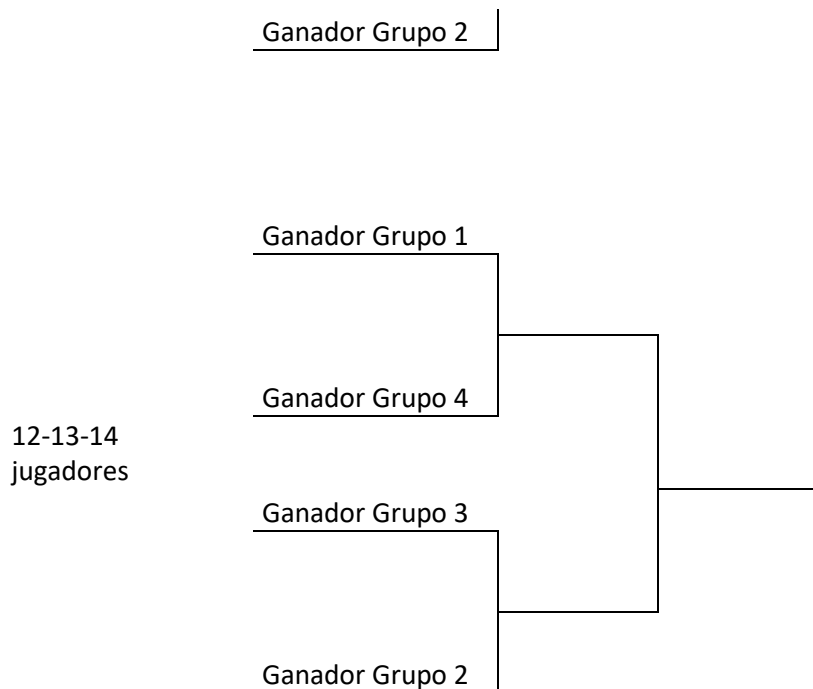 Ganador Grupo 2
Ganador Grupo 1
Ganador Grupo 4
12-13-14
jugadores
Ganador Grupo 3
Ganador Grupo 2